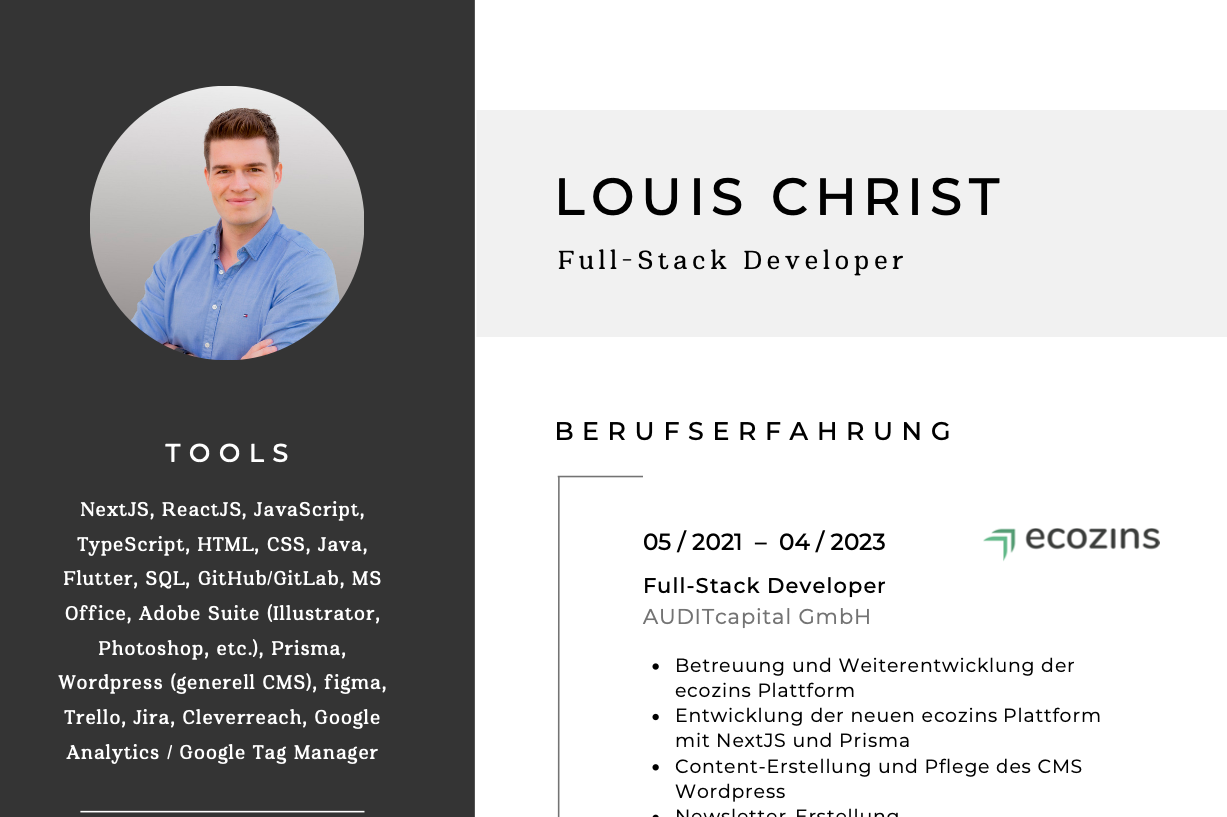 TOOLS
NextJS, ReactJS, JavaScript,
TypeScript, HTML, CSS, Java,
Flutter, SQL, GitHub/GitLab, MS
Office, Adobe Suite (Illustrator,
Photoshop, etc.), Prisma,
Wordpress (generell CMS), figma,
Trello, Jira, Cleverreach, Google
Analytics / Google Tag Manager
LOUIS CHRIST
Full-Stack Developer
BERUFSERFAHRUNG
05 / 2021 – 04 / 2023
ecozins
Full-Stack Developer
AUDITcapital GmbH
• Betreuung und Weiterentwicklung der
ecozins Plattform
• Entwicklung der neuen ecozins Plattform
mit NextJS und Prisma
• Content-Erstellung und Pflege des CMS
Wordpress
• Newsletter-Erstellung